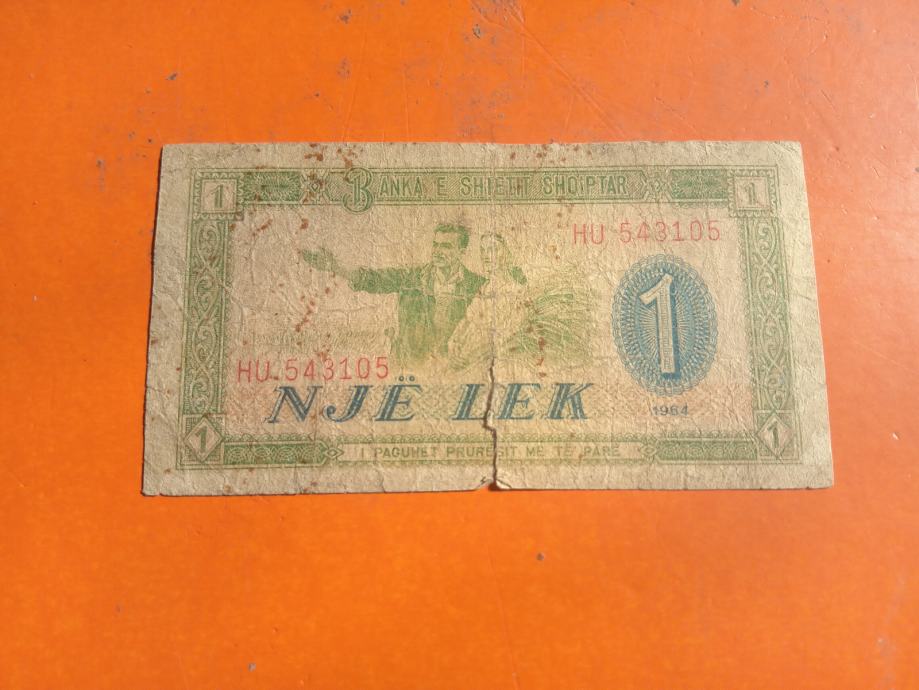 1 BANKA E SHTETIT SHQIPTAR 1
HU 543105
1
HU 543105
NJË LEK 1964
1 I PAGUHET PRURËSIT ME TË PARË 1